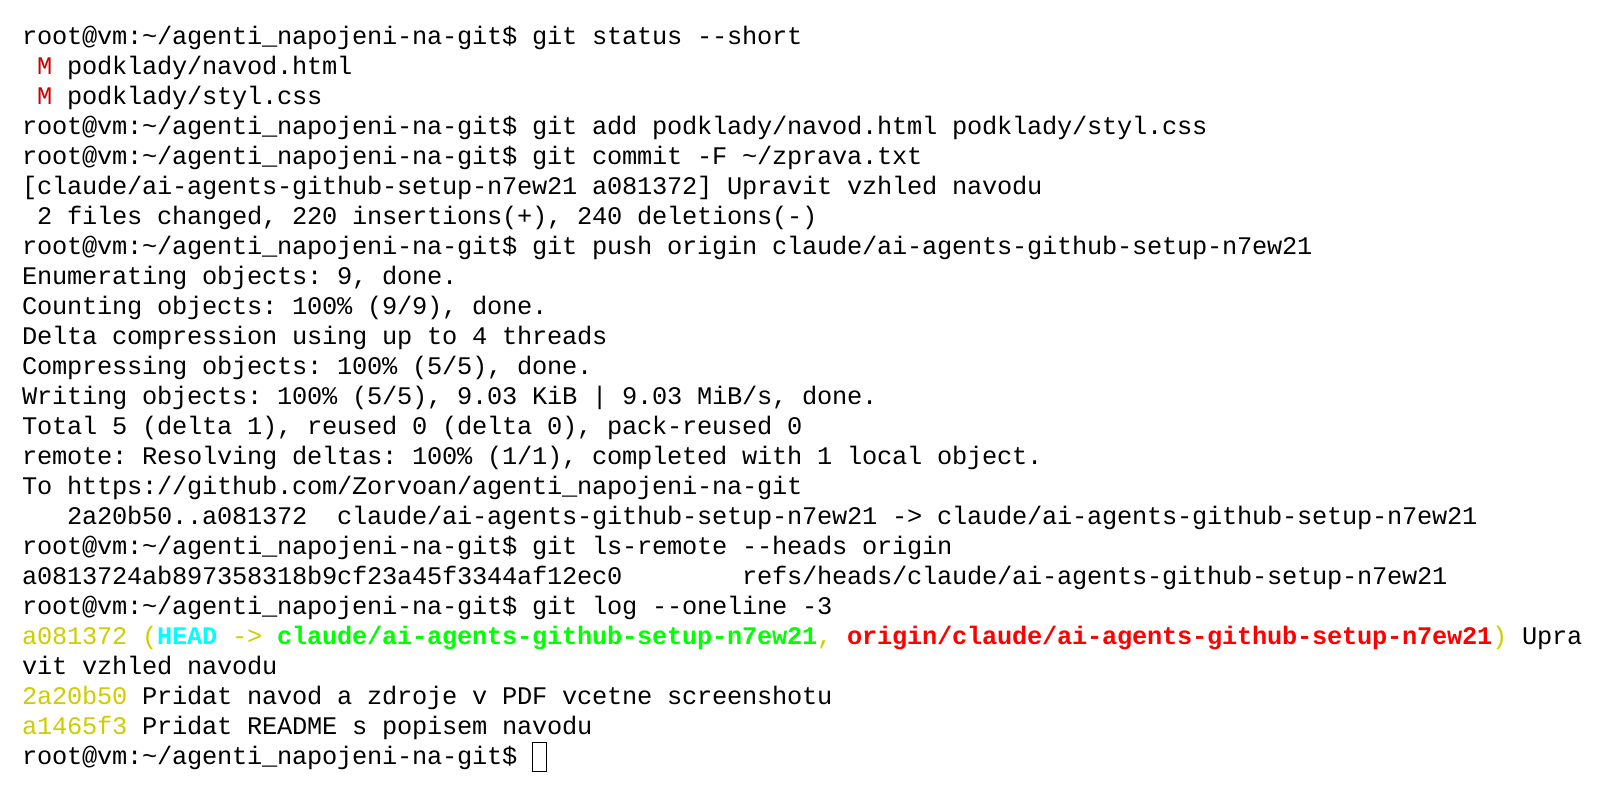 root@vm:~/agenti_napojeni-na-git$ git status --short
 M podklady/navod.html
 M podklady/styl.css
root@vm:~/agenti_napojeni-na-git$ git add podklady/navod.html podklady/styl.css
root@vm:~/agenti_napojeni-na-git$ git commit -F ~/zprava.txt
[claude/ai-agents-github-setup-n7ew21 a081372] Upravit vzhled navodu
 2 files changed, 220 insertions(+), 240 deletions(-)
root@vm:~/agenti_napojeni-na-git$ git push origin claude/ai-agents-github-setup-n7ew21
Enumerating objects: 9, done.
Counting objects: 100% (9/9), done.
Delta compression using up to 4 threads
Compressing objects: 100% (5/5), done.
Writing objects: 100% (5/5), 9.03 KiB | 9.03 MiB/s, done.
Total 5 (delta 1), reused 0 (delta 0), pack-reused 0
remote: Resolving deltas: 100% (1/1), completed with 1 local object.
To https://github.com/Zorvoan/agenti_napojeni-na-git
   2a20b50..a081372  claude/ai-agents-github-setup-n7ew21 -> claude/ai-agents-github-setup-n7ew21
root@vm:~/agenti_napojeni-na-git$ git ls-remote --heads origin
a0813724ab897358318b9cf23a45f3344af12ec0        refs/heads/claude/ai-agents-github-setup-n7ew21
root@vm:~/agenti_napojeni-na-git$ git log --oneline -3
a081372 (HEAD -> claude/ai-agents-github-setup-n7ew21, origin/claude/ai-agents-github-setup-n7ew21) Upra
vit vzhled navodu
2a20b50 Pridat navod a zdroje v PDF vcetne screenshotu
a1465f3 Pridat README s popisem navodu
root@vm:~/agenti_napojeni-na-git$